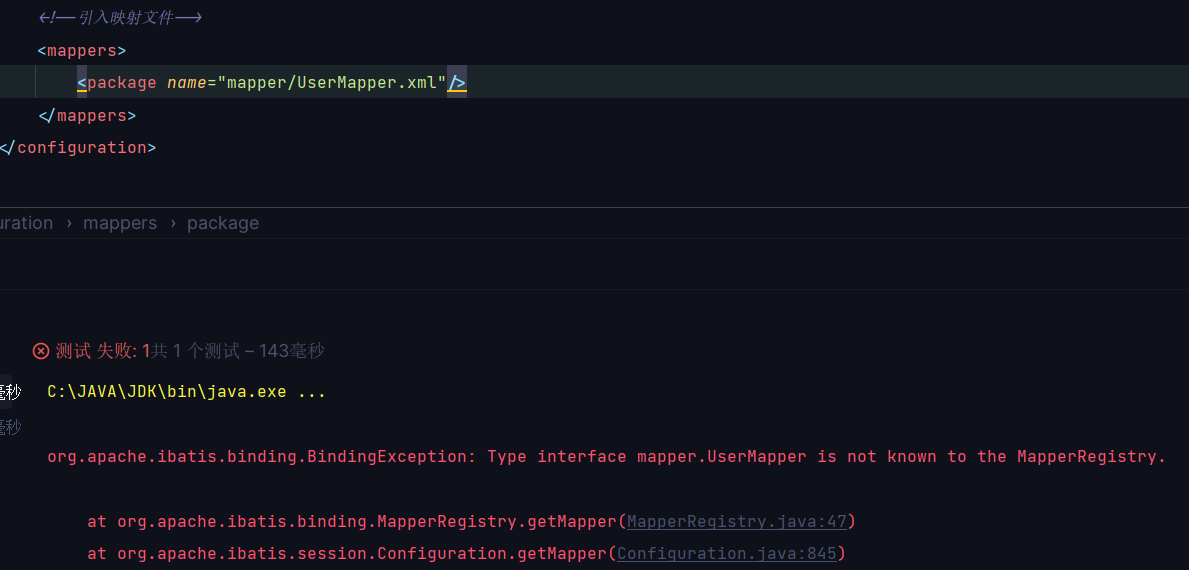 <!--引入映射文件-->
<mappers>
<package name="mapper/UserMapper.xml"/>
</mappers>
</configuration>
uration › mappers › package
测试 失败: 1共 1 个测试 – 143毫秒
毫秒 C:\JAVA\JDK\bin\java.exe ...
毫秒
org.apache.ibatis.binding.BindingException: Type interface mapper.UserMapper is not known to the MapperRegistry.
at org.apache.ibatis.binding.MapperRegistry.getMapper(MapperRegistry.java:47)
at org.apache.ibatis.session.Configuration.getMapper(Configuration.java:845)